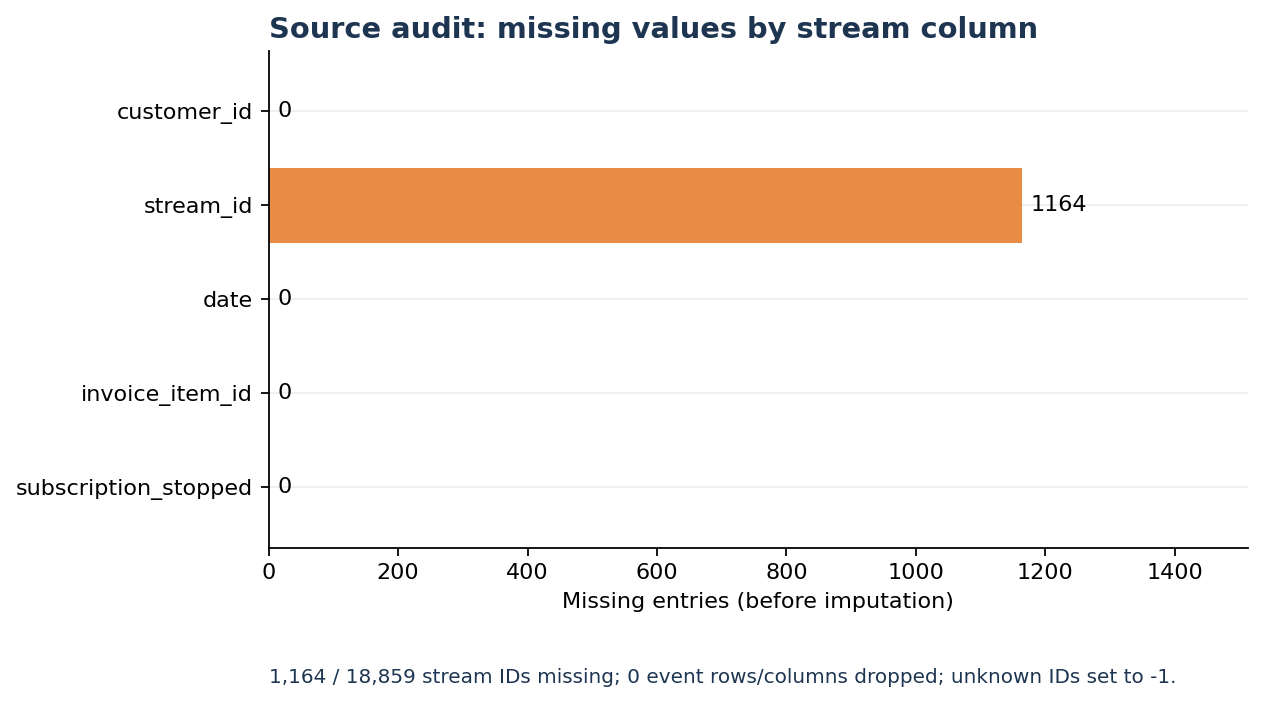 Source audit: missing values by stream column
customer_id 0
stream_id 1164
date 0
invoice_item_id 0
subscription_stopped 0
0 200 400 600 800 1000 1200 1400
Missing entries (before imputation)
1,164 / 18,859 stream IDs missing; 0 event rows/columns dropped; unknown IDs set to -1.